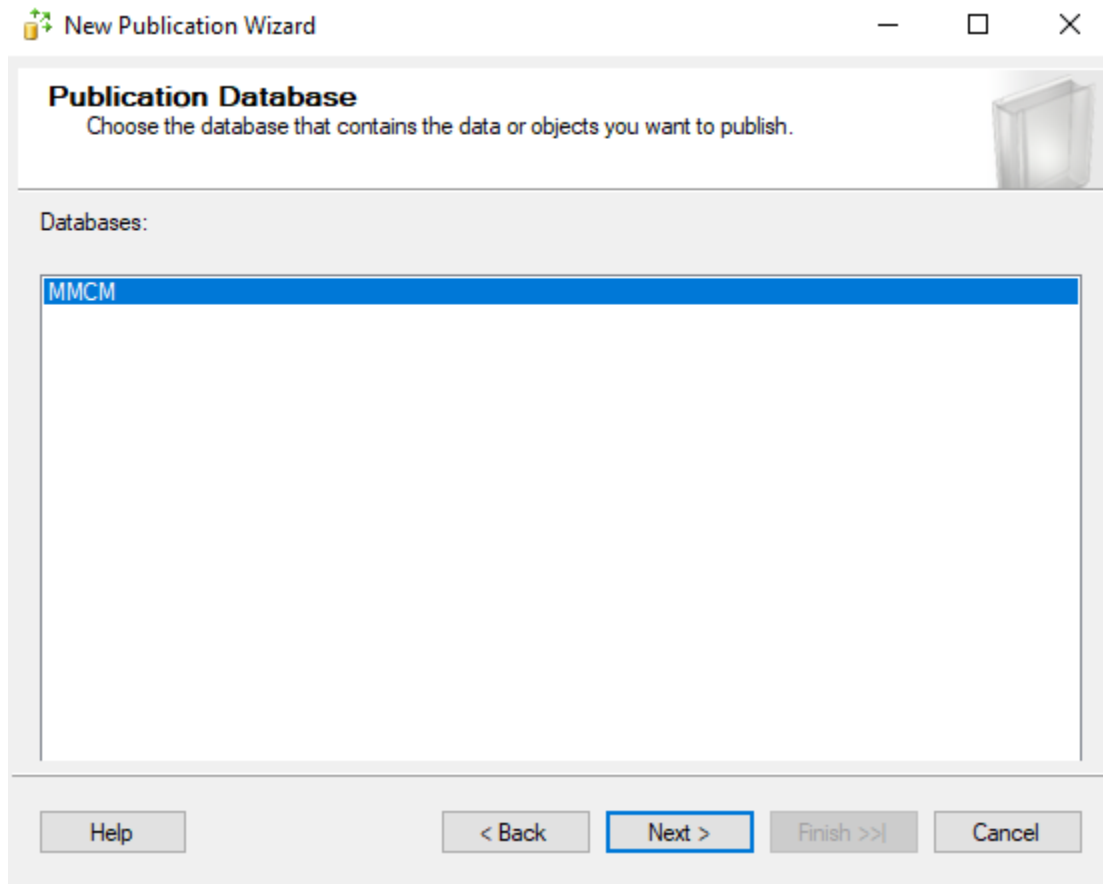 New Publication Wizard
Publication Database
Choose the database that contains the data or objects you want to publish.
Databases:
MMCM
Help
< Back
Next >
Finish >>|
Cancel